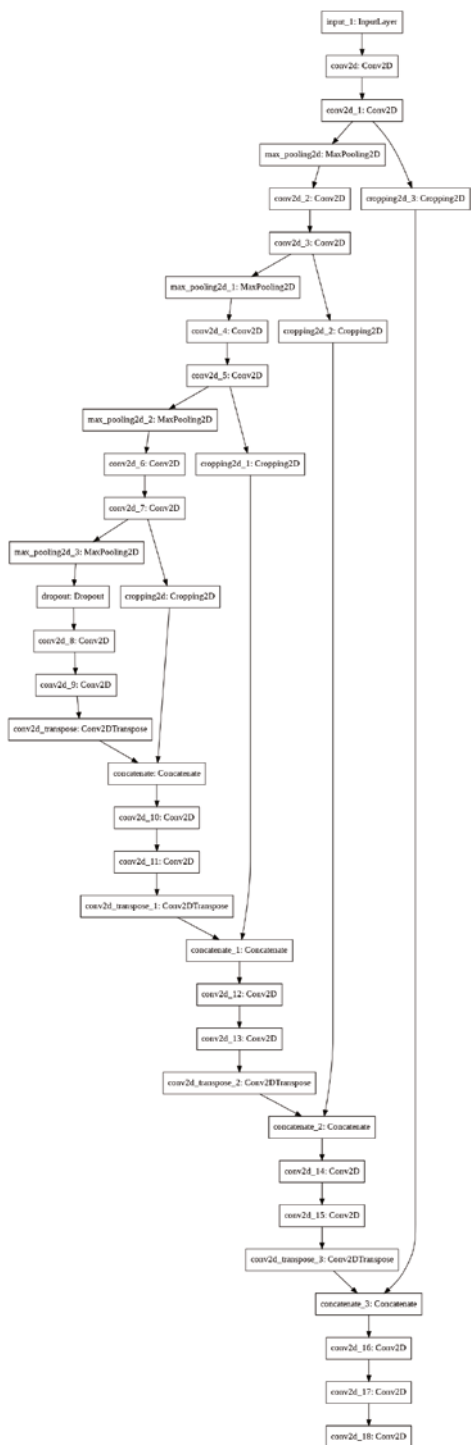 input_1: InputLayer
conv2d: Conv2D
conv2d_1: Conv2D
max_pooling2d: MaxPooling2D
conv2d_2: Conv2D
cropping2d_3: Cropping2D
conv2d_3: Conv2D
max_pooling2d_1: MaxPooling2D
conv2d_4: Conv2D
cropping2d_2: Cropping2D
conv2d_5: Conv2D
max_pooling2d_2: MaxPooling2D
conv2d_6: Conv2D
cropping2d_1: Cropping2D
conv2d_7: Conv2D
max_pooling2d_3: MaxPooling2D
dropout: Dropout
cropping2d: Cropping2D
conv2d_8: Conv2D
conv2d_9: Conv2D
conv2d_transpose: Conv2DTranspose
concatenate: Concatenate
conv2d_10: Conv2D
conv2d_11: Conv2D
conv2d_transpose_1: Conv2DTranspose
concatenate_1: Concatenate
conv2d_12: Conv2D
conv2d_13: Conv2D
conv2d_transpose_2: Conv2DTranspose
concatenate_2: Concatenate
conv2d_14: Conv2D
conv2d_15: Conv2D
conv2d_transpose_3: Conv2DTranspose
concatenate_3: Concatenate
conv2d_16: Conv2D
conv2d_17: Conv2D
conv2d_18: Conv2D